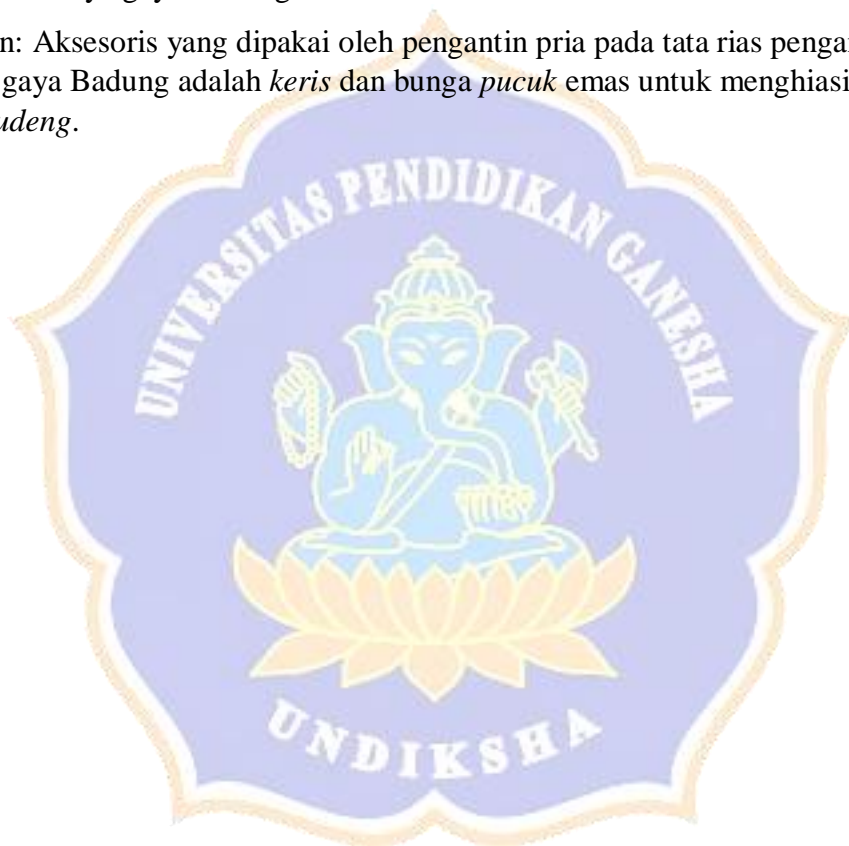 n: Aksesoris yang dipakai oleh pengantin pria pada tata rias pengan
gaya Badung adalah keris dan bunga pucuk emas untuk menghiasi
udeng.
UNIVERSITAS PENDIDIKAN GANESHA
UNDIKSHA